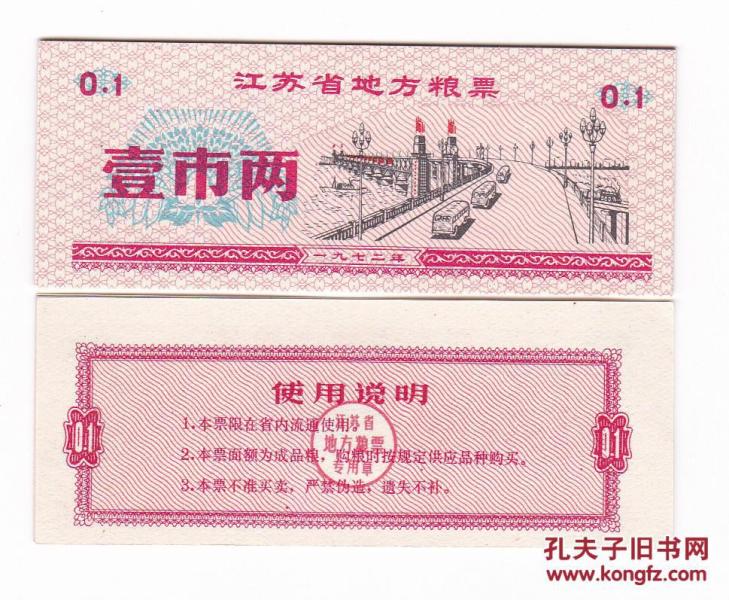 江苏省地方粮票
0.1
0.1
壹市两
一九七二年
使用说明
1.本票限在省内流通使用。
2.本票面额为成品粮，购粮时按规定供应品种购买。
3.本票不准买卖，严禁伪造，遗失不补。
0.1
0.1
江苏省
地方粮票
专用章
孔夫子旧书网
www.kongfz.com